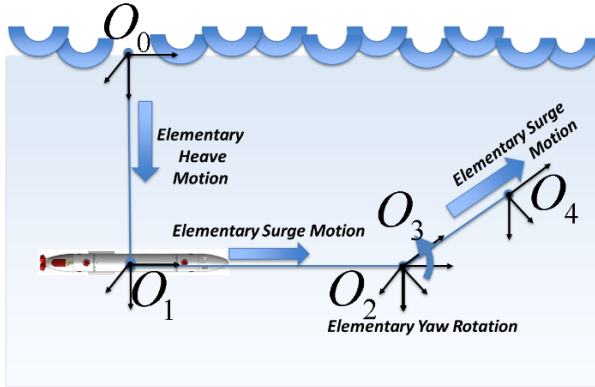 O0
Elementary
Heave
Motion
Elementary Surge
Motion
O4
O3
Elementary Surge Motion
O1
O2
Elementary Yaw Rotation